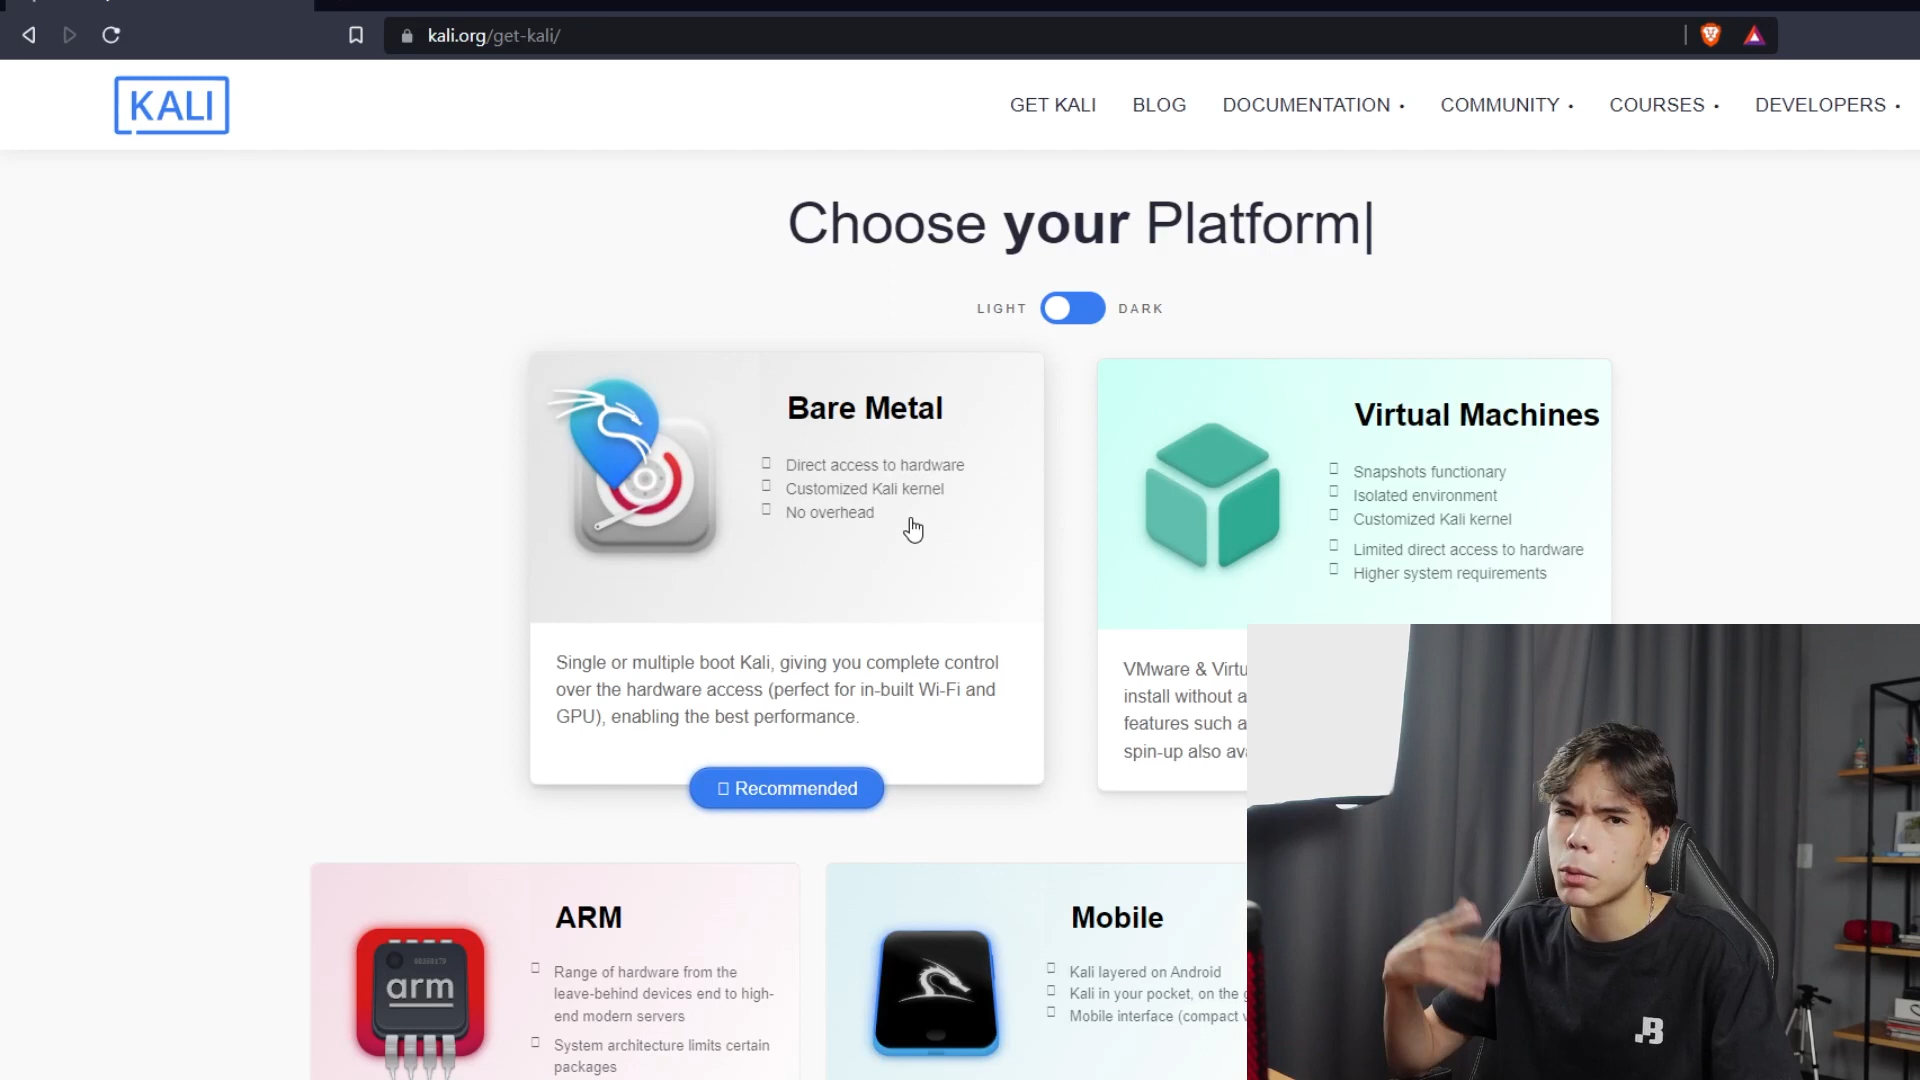 kali.org/get-kali/
KALI
GET KALI BLOG DOCUMENTATION • COMMUNITY • COURSES • DEVELOPERS •
Choose your Platform
LIGHT DARK
Bare Metal
Direct access to hardware
Customized Kali kernel
No overhead
Single or multiple boot Kali, giving you complete control
over the hardware access (perfect for in-built Wi-Fi and
GPU), enabling the best performance.
Recommended
Virtual Machines
Snapshots functionary
Isolated environment
Customized Kali kernel
Limited direct access to hardware
Higher system requirements
VMware & Virtu
install without a
features such a
spin-up also av
ARM
arm
Range of hardware from the
leave-behind devices end to high-
end modern servers
System architecture limits certain
packages
Mobile
Kali layered on Android
Kali in your pocket, on the
Mobile interface (compact